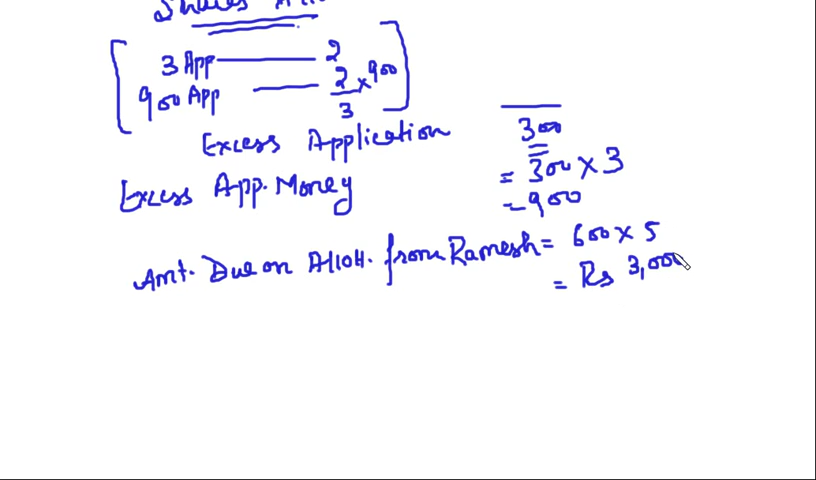 Shares
3 App 2
900 App 2/3 x 900
Excess Application 300
Excess App. Money = 300 x 3
= 900
Amt. Due on Allot. from Ramesh = 600 x 5
= Rs 3,000